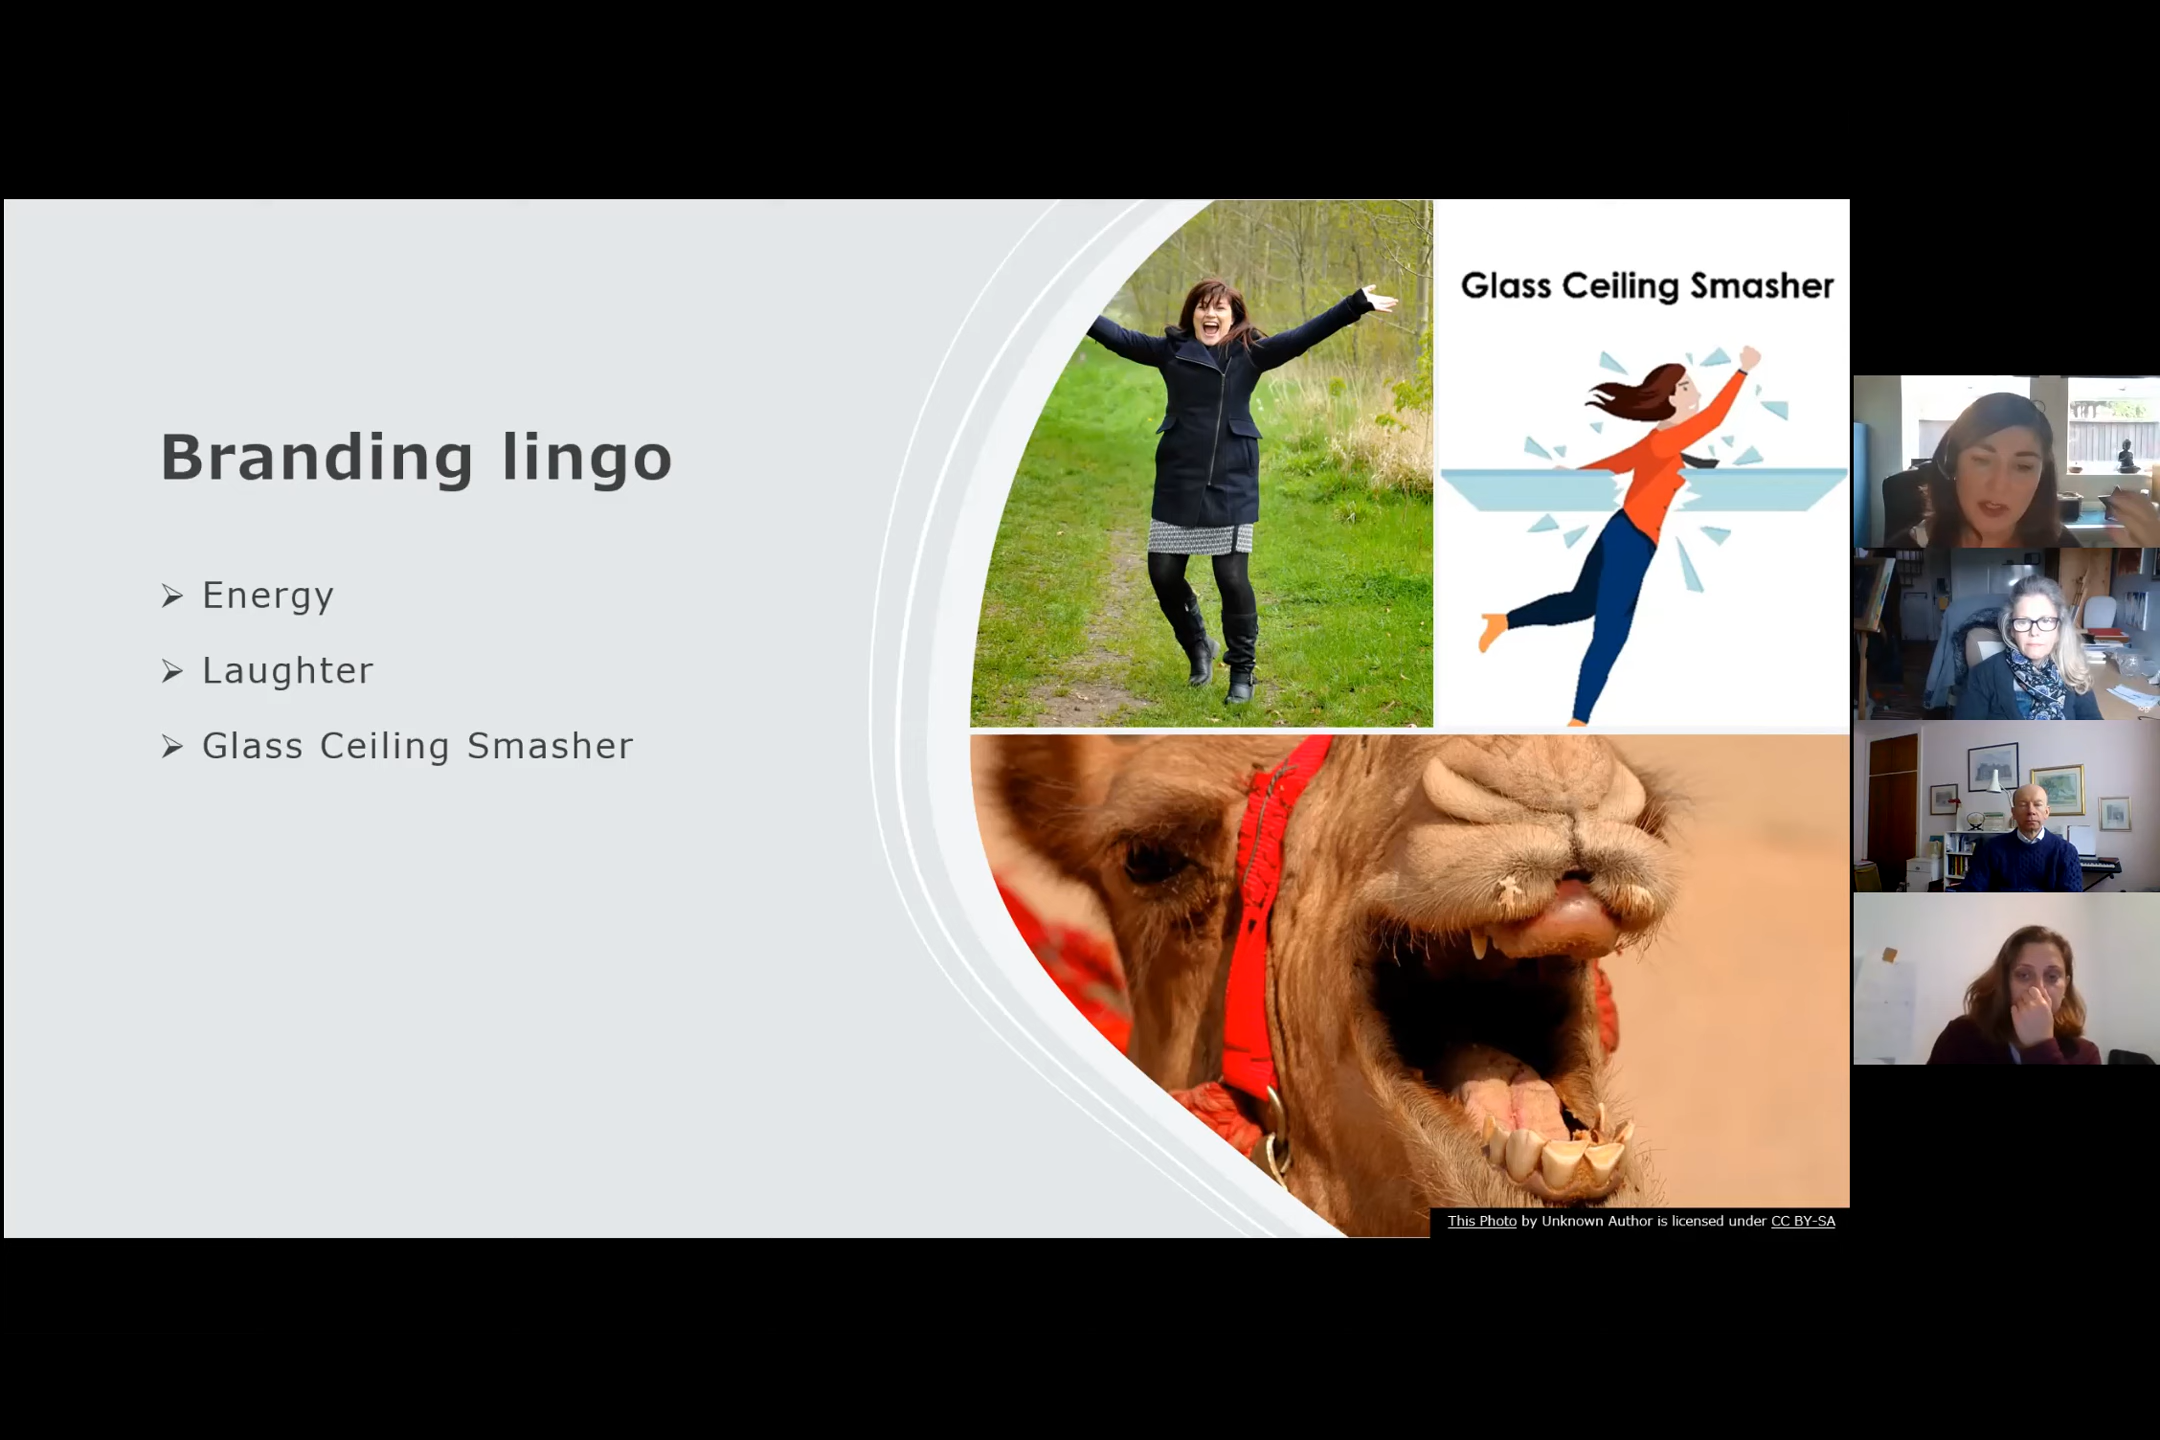 Branding lingo
Energy
Laughter
Glass Ceiling Smasher
Glass Ceiling Smasher
This Photo by Unknown Author is licensed under CC BY-SA